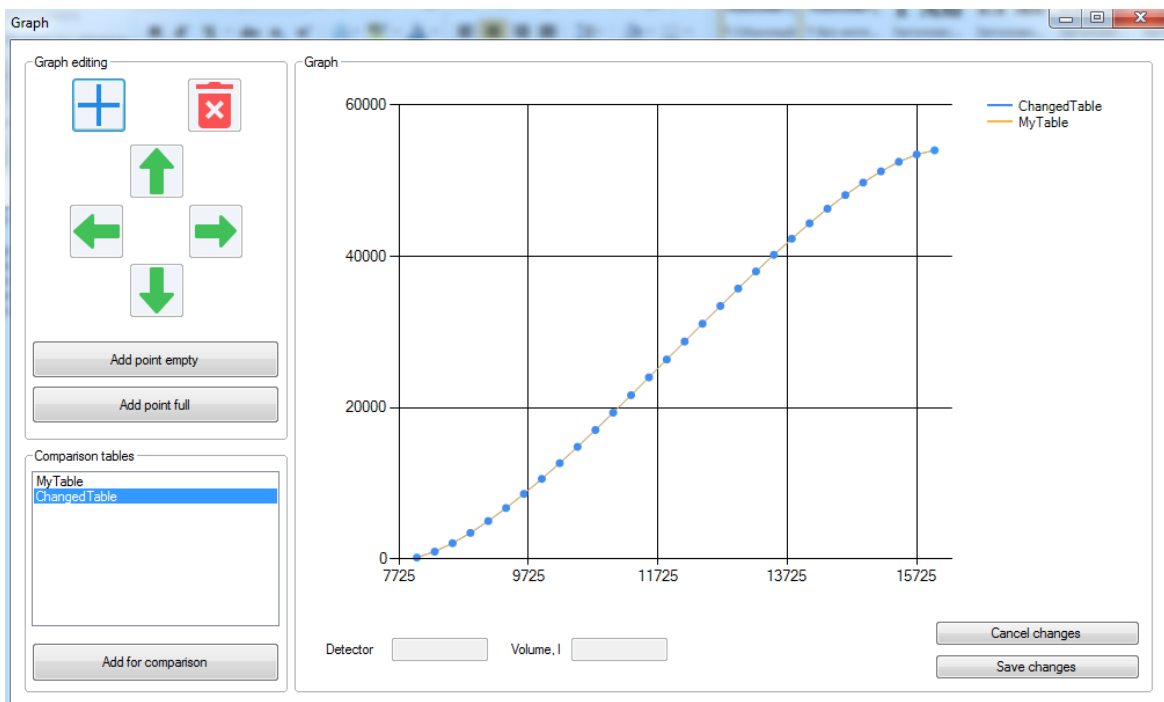 Graph
Graph editing
Add point empty
Add point full
Comparison tables
MyTable
ChangedTable
Add for comparison
Graph
60000
40000
20000
0
7725 9725 11725 13725 15725
ChangedTable
MyTable
Detector
Volume, l
Cancel changes
Save changes